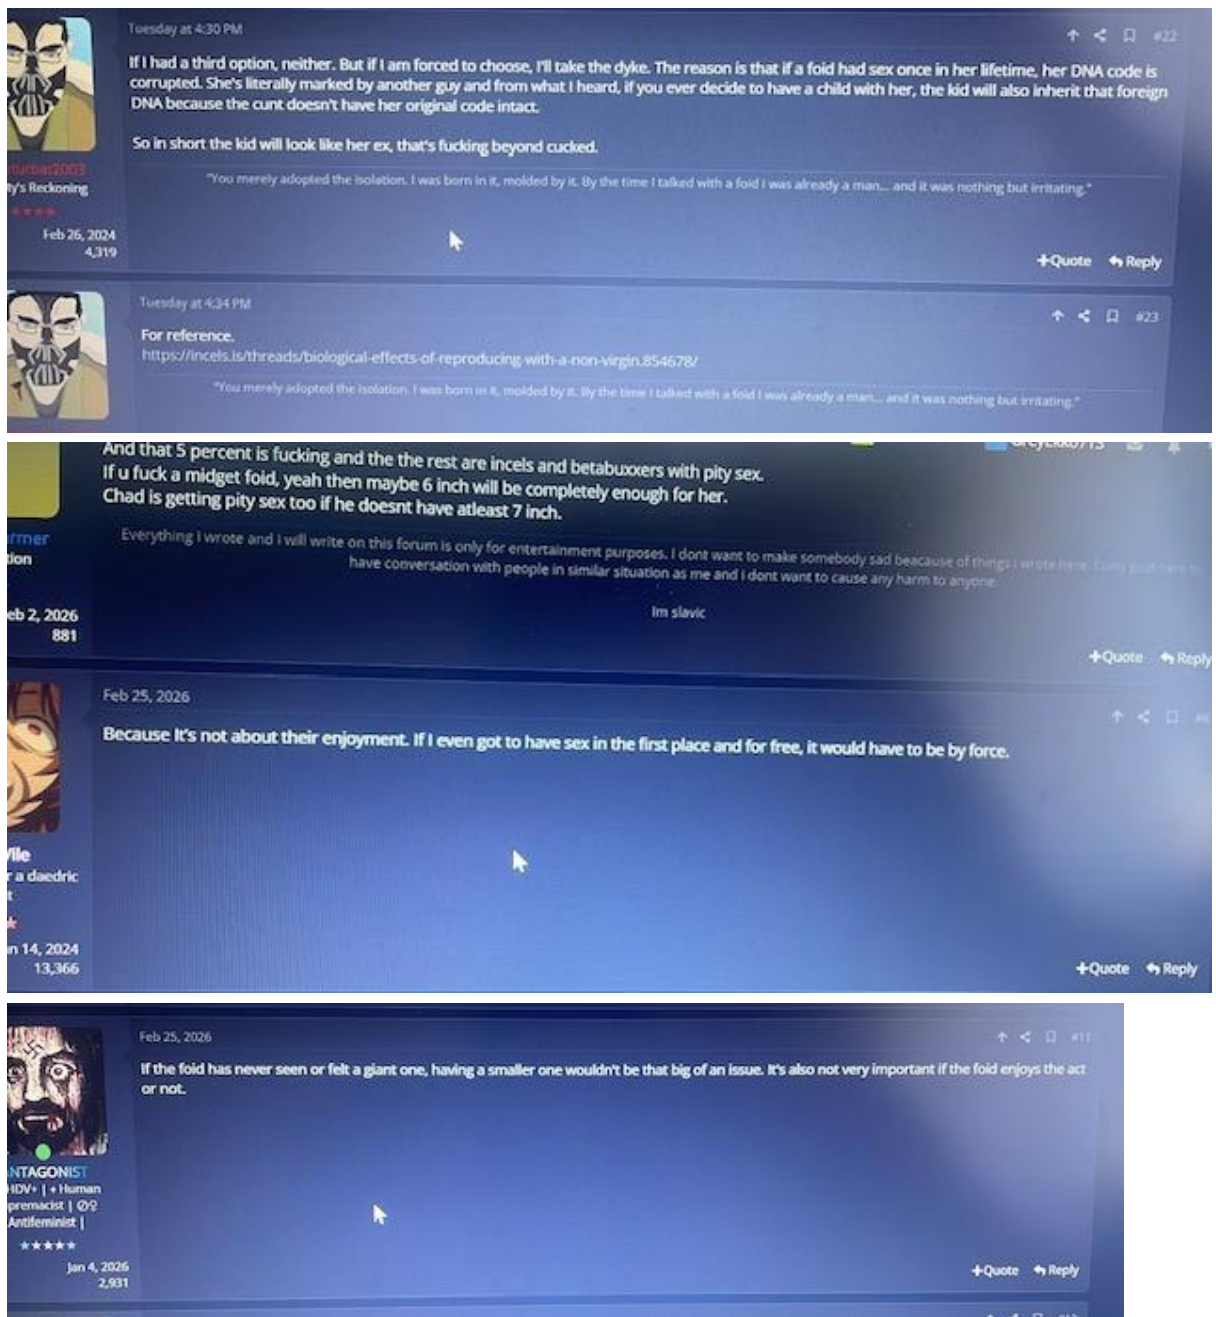 Tuesday at 4:30 PM
#22
If I had a third option, neither. But if I am forced to choose, I'll take the dyke. The reason is that if a foid had sex once in her lifetime, her DNA code is
corrupted. She's literally marked by another guy and from what I heard, if you ever decide to have a child with her, the kid will also inherit that foreign
DNA because the cunt doesn't have her original code intact.
So in short the kid will look like her ex, that's fucking beyond cucked.
"You merely adopted the isolation. I was born in it, molded by it. By the time I talked with a foid I was already a man... and it was nothing but irritating."
ty's Reckoning
Feb 26, 2024
4,319
+Quote Reply
Tuesday at 4:34 PM
#23
For reference.
https://incels.is/threads/biological-effects-of-reproducing-with-a-non-virgin.854678/
"You merely adopted the isolation. I was born in it, molded by it. By the time I talked with a foid I was already a man... and it was nothing but irritating."
And that 5 percent is fucking and the the rest are incels and betabuxxers with pity sex.
If u fuck a midget foid, yeah then maybe 6 inch will be completely enough for her.
Chad is getting pity sex too if he doesnt have atleast 7 inch.
Everything I wrote and i will write on this forum is only for entertainment purposes. I dont want to make somebody sad beacause of things i wrote here. I only
have conversation with people in similar situation as me and i dont want to cause any harm to anyone.
Im slavic
armer
tion
eb 2, 2026
881
+Quote Reply
Feb 25, 2026
Because It's not about their enjoyment. If I even got to have sex in the first place and for free, it would have to be by force.
Vile
r a daedric
t
n 14, 2024
13,366
+Quote Reply
Feb 25, 2026
#11
If the foid has never seen or felt a giant one, having a smaller one wouldn't be that big of an issue. It's also not very important if the foid enjoys the act
or not.
NTAGONIST
HDV+ | + Human
premacist |
Antifeminist |
Jan 4, 2026
2,931
+Quote Reply